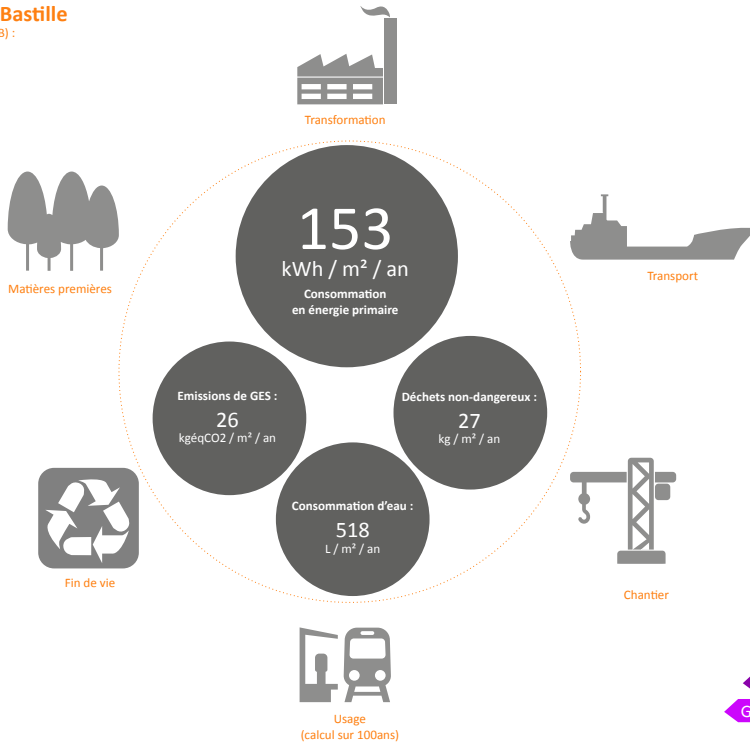 Bastille
B) :
Transformation
Matières premières
153
kWh / m² / an
Consommation
en énergie primaire
Transport
Emissions de GES :
26
kgéqCO2 / m² / an
Déchets non-dangereux :
27
kg / m² / an
Consommation d'eau :
518
L / m² / an
Fin de vie
Chantier
Usage
(calcul sur 100ans)
G